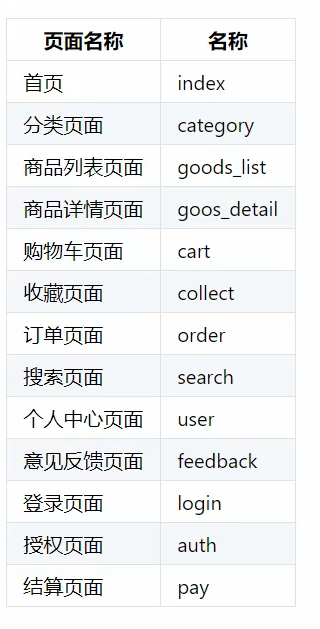 页面名称 名称
首页 index
分类页面 category
商品列表页面 goods_list
商品详情页面 goos_detail
购物车页面 cart
收藏页面 collect
订单页面 order
搜索页面 search
个人中心页面 user
意见反馈页面 feedback
登录页面 login
授权页面 auth
结算页面 pay